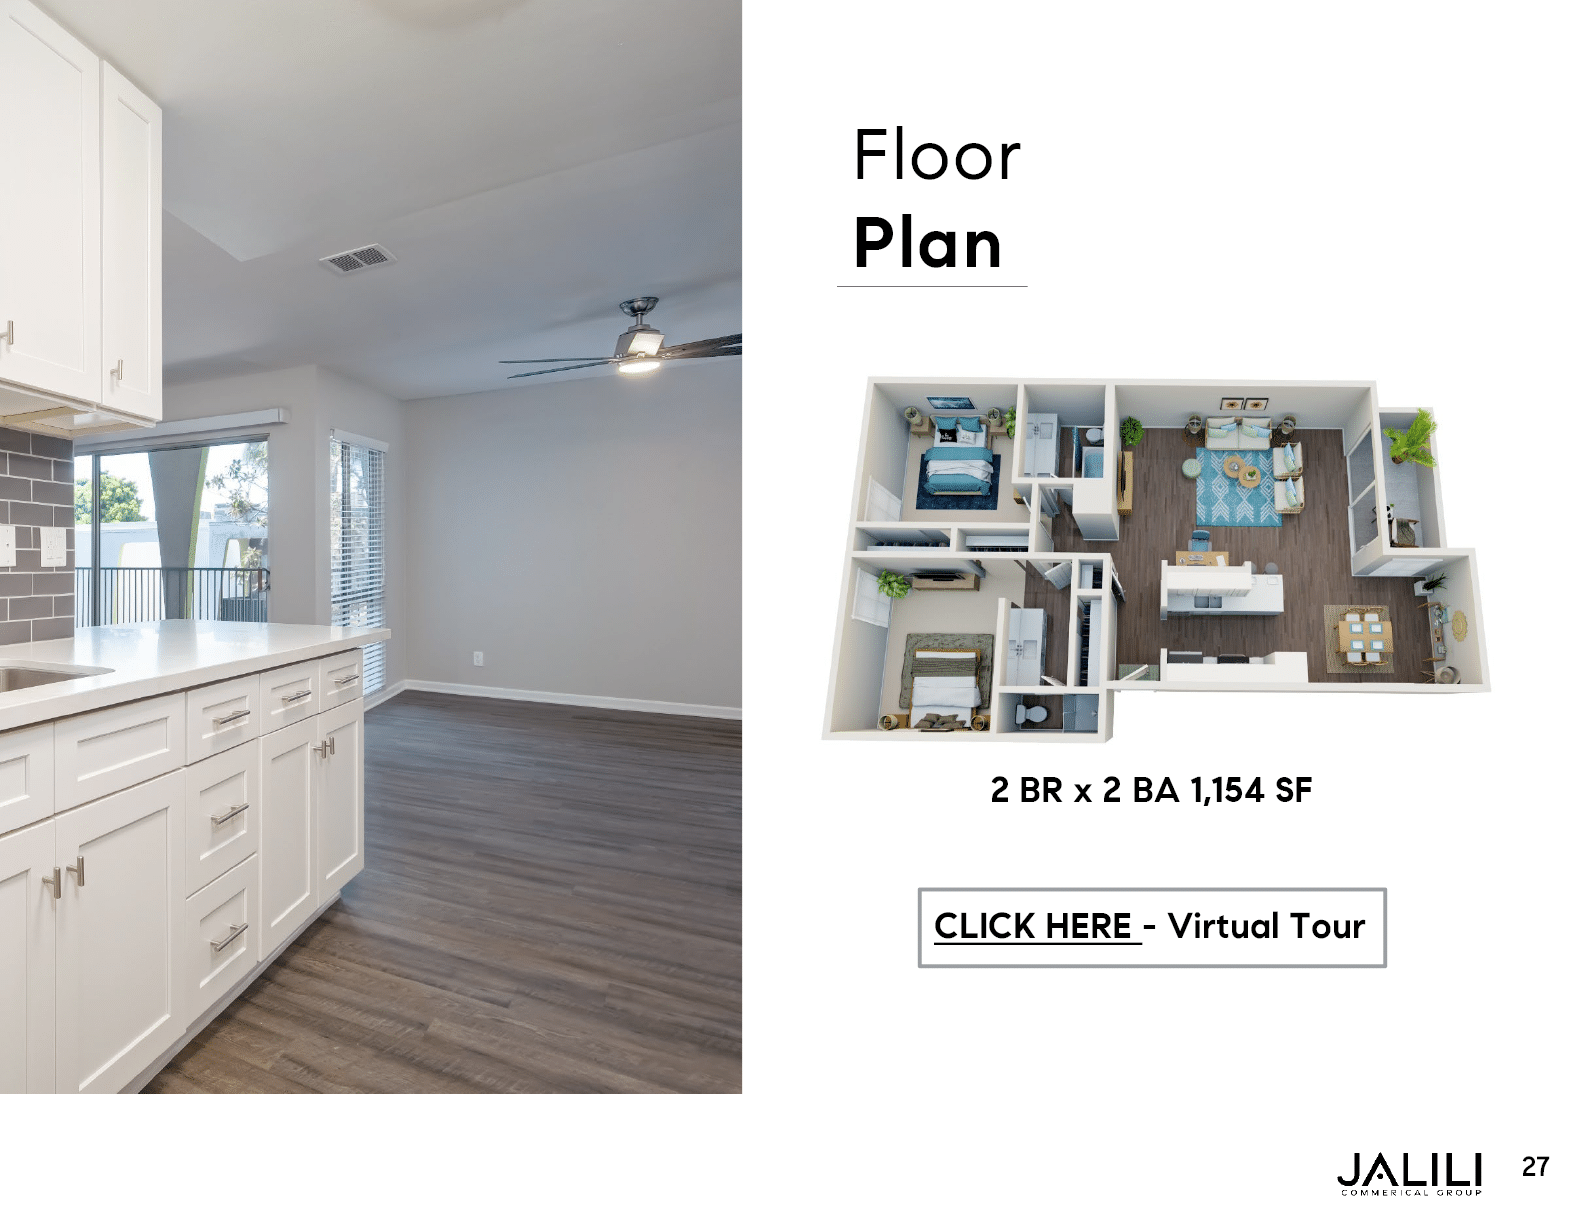 Floor
Plan
2 BR x 2 BA 1,154 SF
CLICK HERE - Virtual Tour
JALILI
COMMERICAL GROUP
27